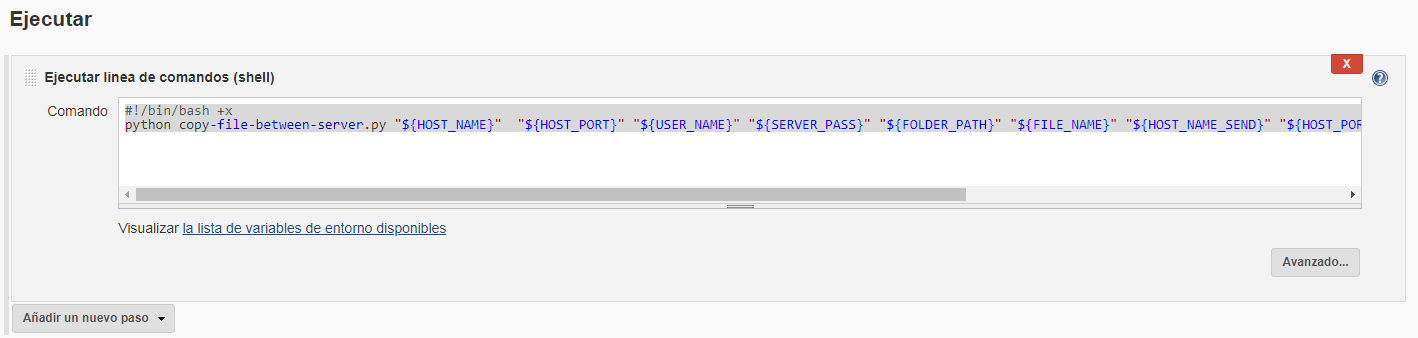 Ejecutar
X
Ejecutar linea de comandos (shell)
?
Comando
#!/bin/bash +x
python copy-file-between-server.py "${HOST_NAME}"  "${HOST_PORT}" "${USER_NAME}" "${SERVER_PASS}" "${FOLDER_PATH}" "${FILE_NAME}" "${HOST_NAME_SEND}" "${HOST_POR
Visualizar la lista de variables de entorno disponibles
Avanzado...
Añadir un nuevo paso